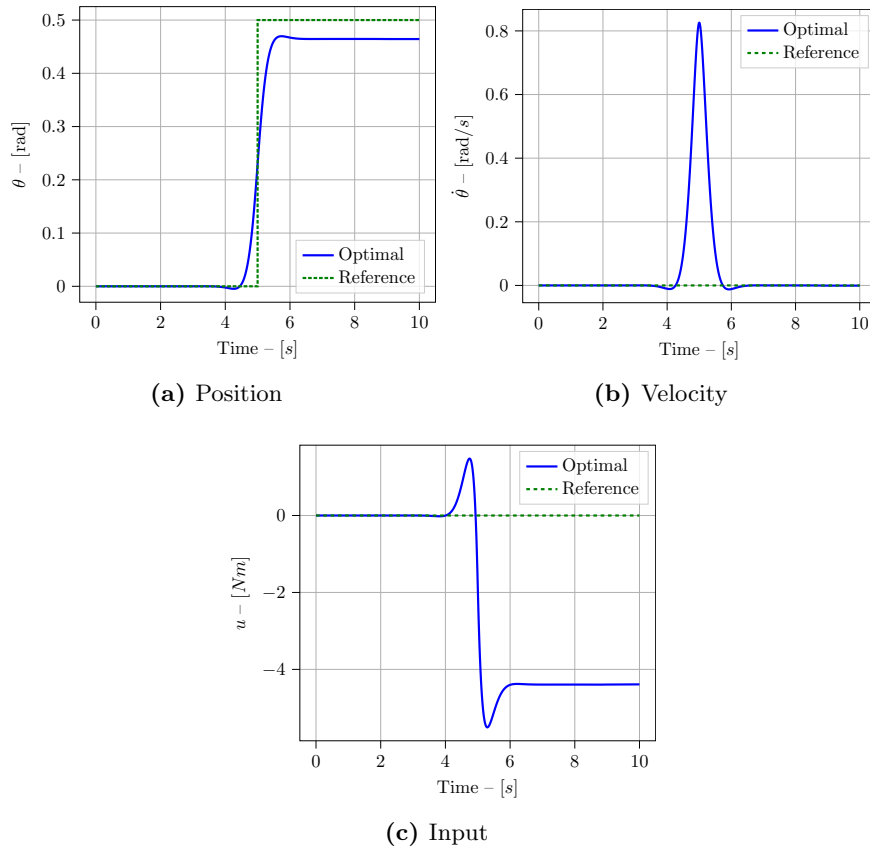 0.5
0.4
0.3
0.2
0.1
0
θ – [rad]
Optimal
Reference
0 2 4 6 8 10
Time – [s]
(a) Position
0.8
0.6
0.4
0.2
0
θ̇ – [rad/s]
Optimal
Reference
0 2 4 6 8 10
Time – [s]
(b) Velocity
0
−2
−4
u – [Nm]
Optimal
Reference
0 2 4 6 8 10
Time – [s]
(c) Input